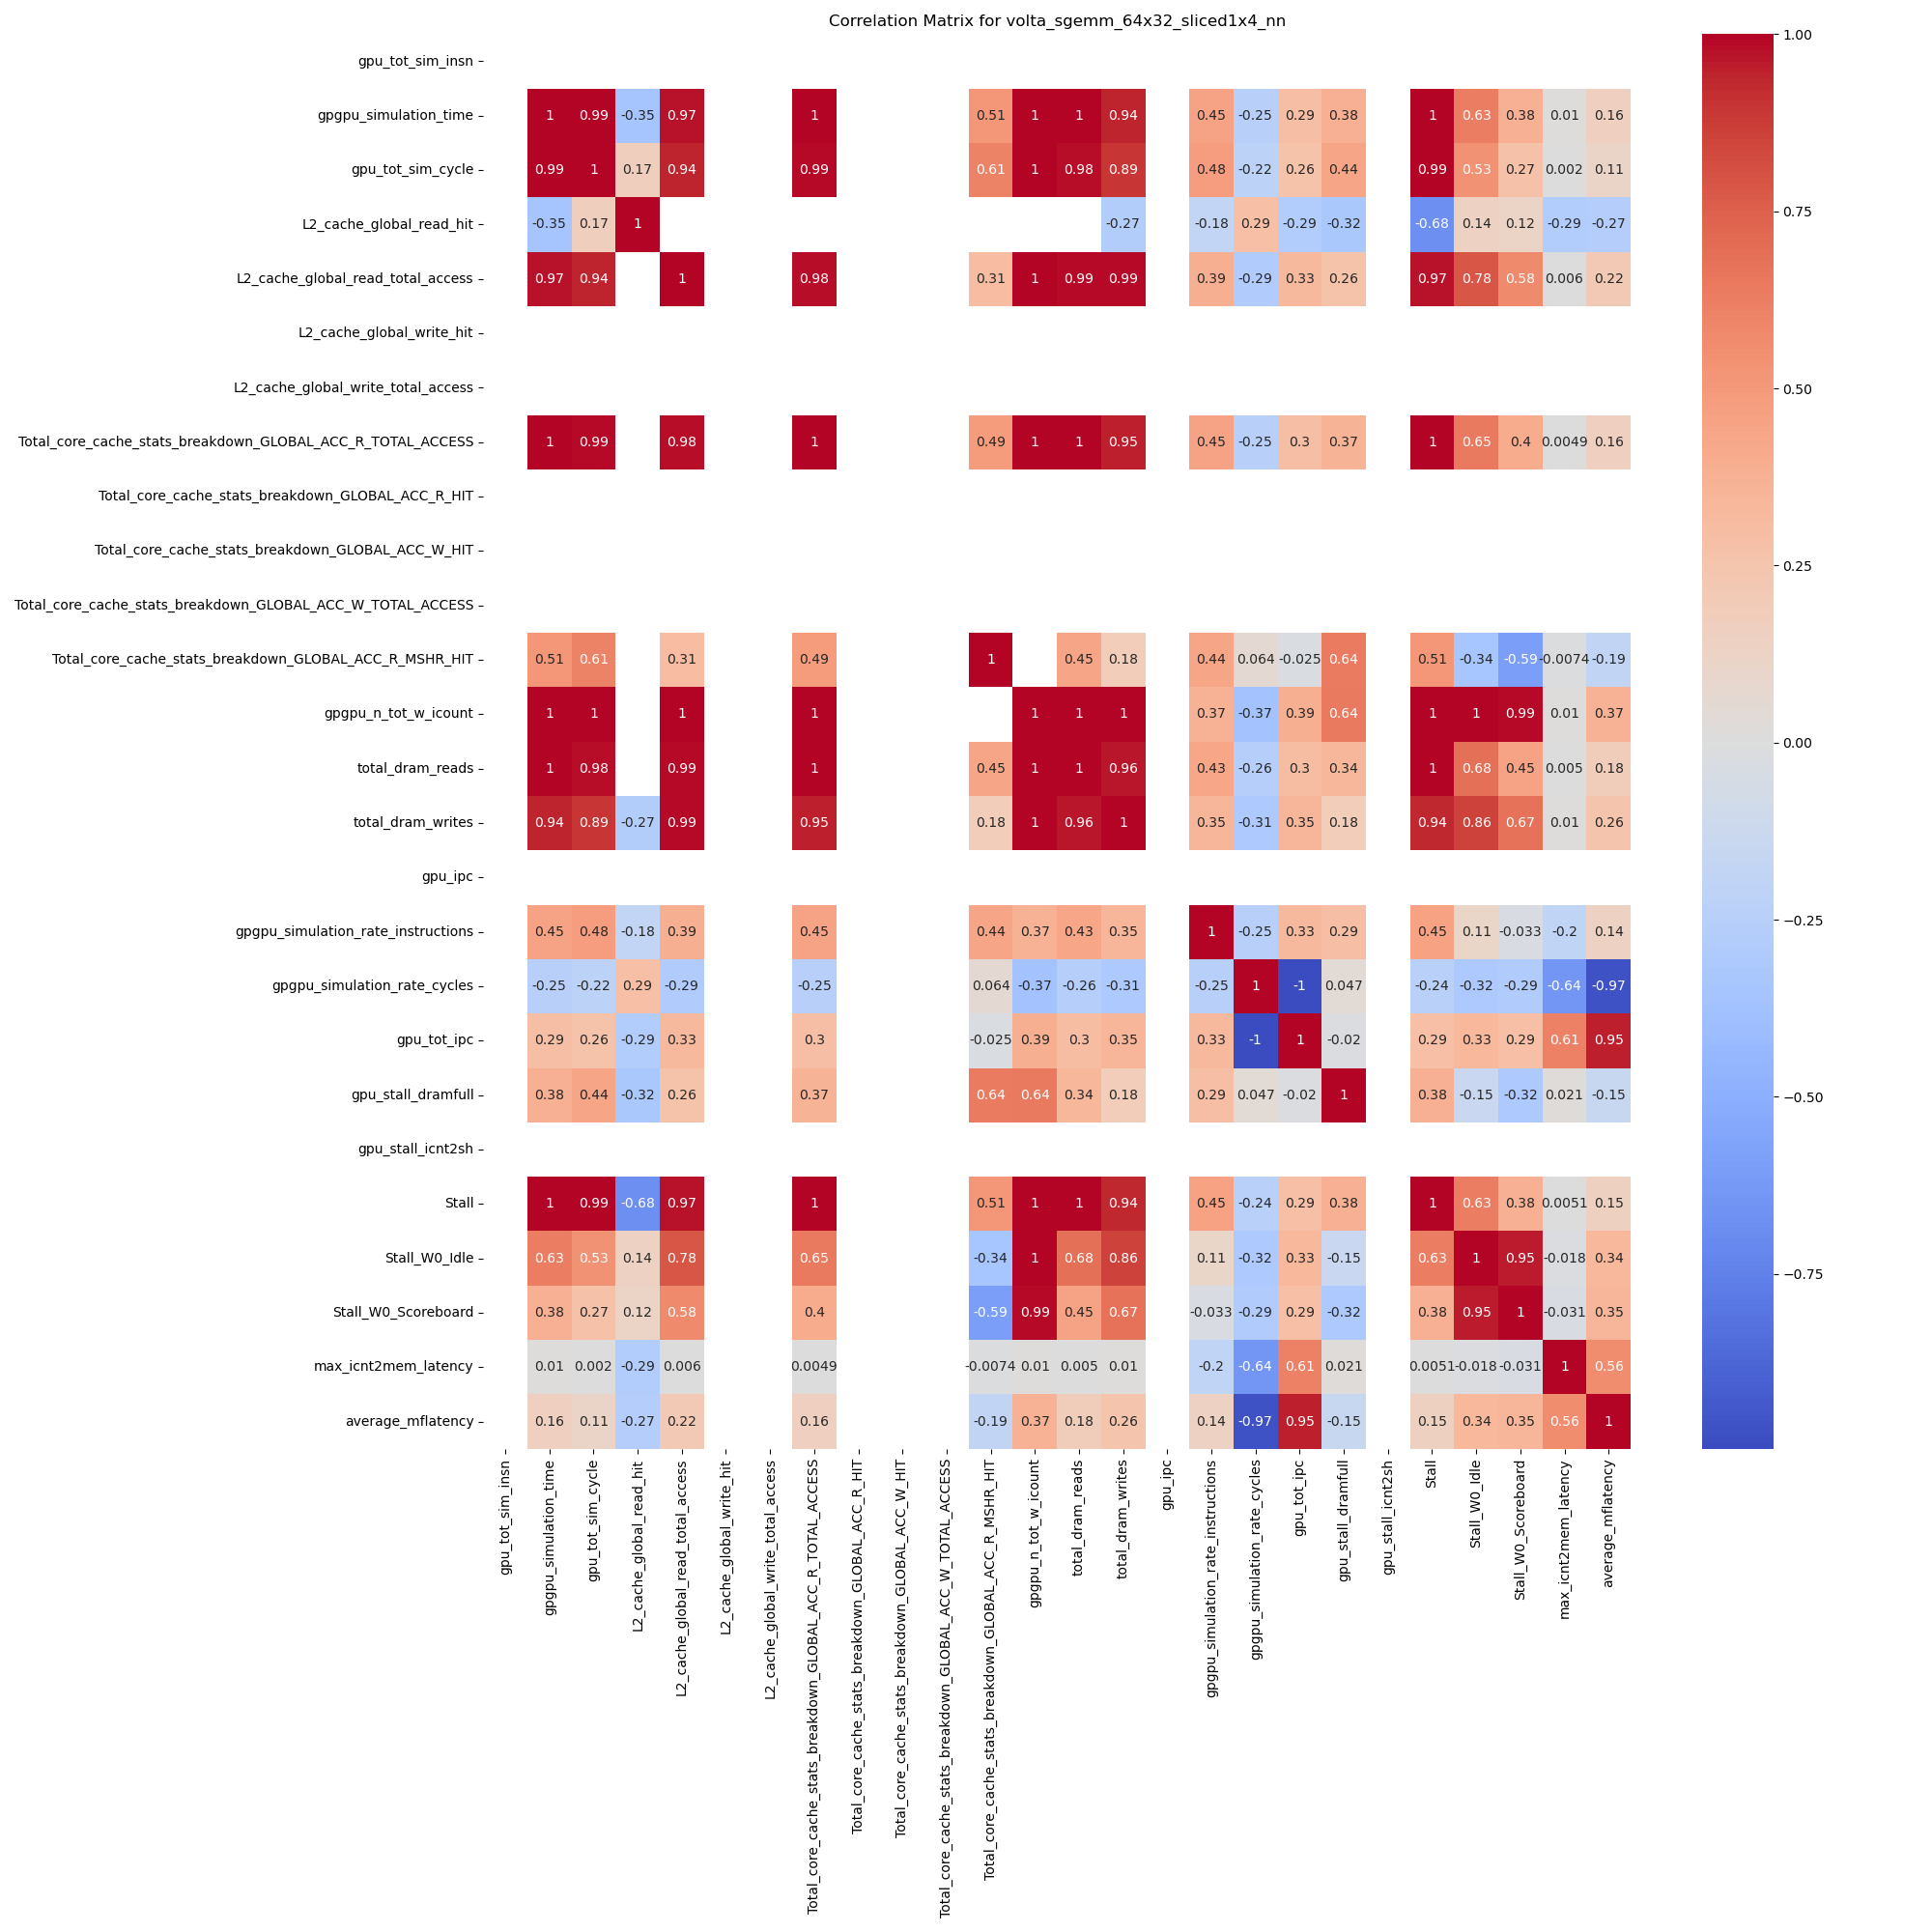 Correlation Matrix for volta_sgemm_64x32_sliced1x4_nn
gpu_tot_sim_insn
gpgpu_simulation_time 1 0.99 -0.35 0.97 1 0.51 1 1 0.94 0.45 -0.25 0.29 0.38 1 0.63 0.38 0.01 0.16
gpu_tot_sim_cycle 0.99 1 0.17 0.94 0.99 0.61 1 0.98 0.89 0.48 -0.22 0.26 0.44 0.99 0.53 0.27 0.002 0.11
L2_cache_global_read_hit -0.35 0.17 1 -0.27 -0.18 0.29 -0.29 -0.32 -0.68 0.14 0.12 -0.29 -0.27
L2_cache_global_read_total_access 0.97 0.94 1 0.98 0.31 1 0.99 0.99 0.39 -0.29 0.33 0.26 0.97 0.78 0.58 0.006 0.22
L2_cache_global_write_hit
L2_cache_global_write_total_access
Total_core_cache_stats_breakdown_GLOBAL_ACC_R_TOTAL_ACCESS 1 0.99 0.98 1 0.49 1 1 0.95 0.45 -0.25 0.3 0.37 1 0.65 0.4 0.0049 0.16
Total_core_cache_stats_breakdown_GLOBAL_ACC_R_HIT
Total_core_cache_stats_breakdown_GLOBAL_ACC_W_HIT
Total_core_cache_stats_breakdown_GLOBAL_ACC_W_TOTAL_ACCESS
Total_core_cache_stats_breakdown_GLOBAL_ACC_R_MSHR_HIT 0.51 0.61 0.31 0.49 1 0.45 0.18 0.44 0.064 -0.025 0.64 0.51 -0.34 -0.59 -0.0074 -0.19
gpgpu_n_tot_w_icount 1 1 1 1 1 1 1 0.37 -0.37 0.39 0.64 1 1 0.99 0.01 0.37
total_dram_reads 1 0.98 0.99 1 0.45 1 1 0.96 0.43 -0.26 0.3 0.34 1 0.68 0.45 0.005 0.18
total_dram_writes 0.94 0.89 -0.27 0.99 0.95 0.18 1 0.96 1 0.35 -0.31 0.35 0.18 0.94 0.86 0.67 0.01 0.26
gpu_ipc
gpgpu_simulation_rate_instructions 0.45 0.48 -0.18 0.39 0.45 0.44 0.37 0.43 0.35 1 -0.25 0.33 0.29 0.45 0.11 -0.033 -0.2 0.14
gpgpu_simulation_rate_cycles -0.25 -0.22 0.29 -0.29 -0.25 0.064 -0.37 -0.26 -0.31 -0.25 1 -1 0.047 -0.24 -0.32 -0.29 -0.64 -0.97
gpu_tot_ipc 0.29 0.26 -0.29 0.33 0.3 -0.025 0.39 0.3 0.35 0.33 -1 1 -0.02 0.29 0.33 0.29 0.61 0.95
gpu_stall_dramfull 0.38 0.44 -0.32 0.26 0.37 0.64 0.64 0.34 0.18 0.29 0.047 -0.02 1 0.38 -0.15 -0.32 0.021 -0.15
gpu_stall_icnt2sh
Stall 1 0.99 -0.68 0.97 1 0.51 1 1 0.94 0.45 -0.24 0.29 0.38 1 0.63 0.38 0.0051 0.15
Stall_W0_Idle 0.63 0.53 0.14 0.78 0.65 -0.34 1 0.68 0.86 0.11 -0.32 0.33 -0.15 0.63 1 0.95 -0.018 0.34
Stall_W0_Scoreboard 0.38 0.27 0.12 0.58 0.4 -0.59 0.99 0.45 0.67 -0.033 -0.29 0.29 -0.32 0.38 0.95 1 -0.031 0.35
max_icnt2mem_latency 0.01 0.002 -0.29 0.006 0.0049 -0.0074 0.01 0.005 0.01 -0.2 -0.64 0.61 0.021 0.0051 -0.018 -0.031 1 0.56
average_mflatency 0.16 0.11 -0.27 0.22 0.16 -0.19 0.37 0.18 0.26 0.14 -0.97 0.95 -0.15 0.15 0.34 0.35 0.56 1
gpu_tot_sim_insn
gpgpu_simulation_time
gpu_tot_sim_cycle
L2_cache_global_read_hit
L2_cache_global_read_total_access
L2_cache_global_write_hit
L2_cache_global_write_total_access
Total_core_cache_stats_breakdown_GLOBAL_ACC_R_TOTAL_ACCESS
Total_core_cache_stats_breakdown_GLOBAL_ACC_R_HIT
Total_core_cache_stats_breakdown_GLOBAL_ACC_W_HIT
Total_core_cache_stats_breakdown_GLOBAL_ACC_W_TOTAL_ACCESS
Total_core_cache_stats_breakdown_GLOBAL_ACC_R_MSHR_HIT
gpgpu_n_tot_w_icount
total_dram_reads
total_dram_writes
gpu_ipc
gpgpu_simulation_rate_instructions
gpgpu_simulation_rate_cycles
gpu_tot_ipc
gpu_stall_dramfull
gpu_stall_icnt2sh
Stall
Stall_W0_Idle
Stall_W0_Scoreboard
max_icnt2mem_latency
average_mflatency
1.00
0.75
0.50
0.25
0.00
−0.25
−0.50
−0.75